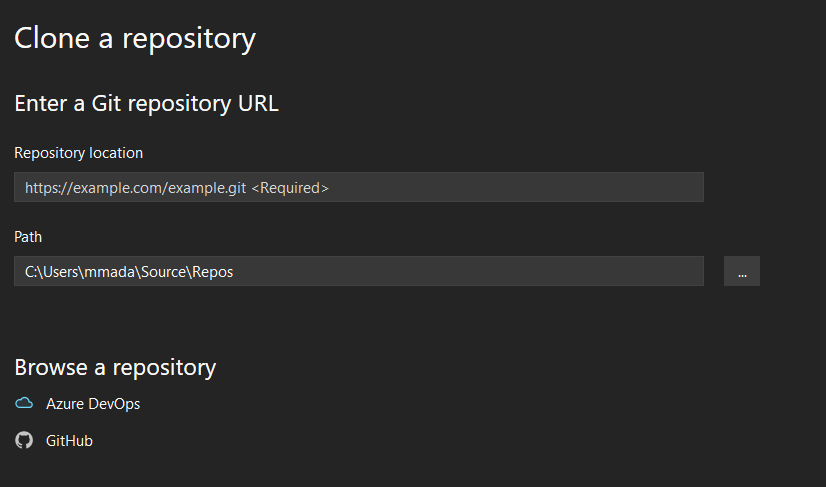 Clone a repository
Enter a Git repository URL
Repository location
https://example.com/example.git <Required>
Path
C:\Users\mmada\Source\Repos
...
Browse a repository
Azure DevOps
GitHub